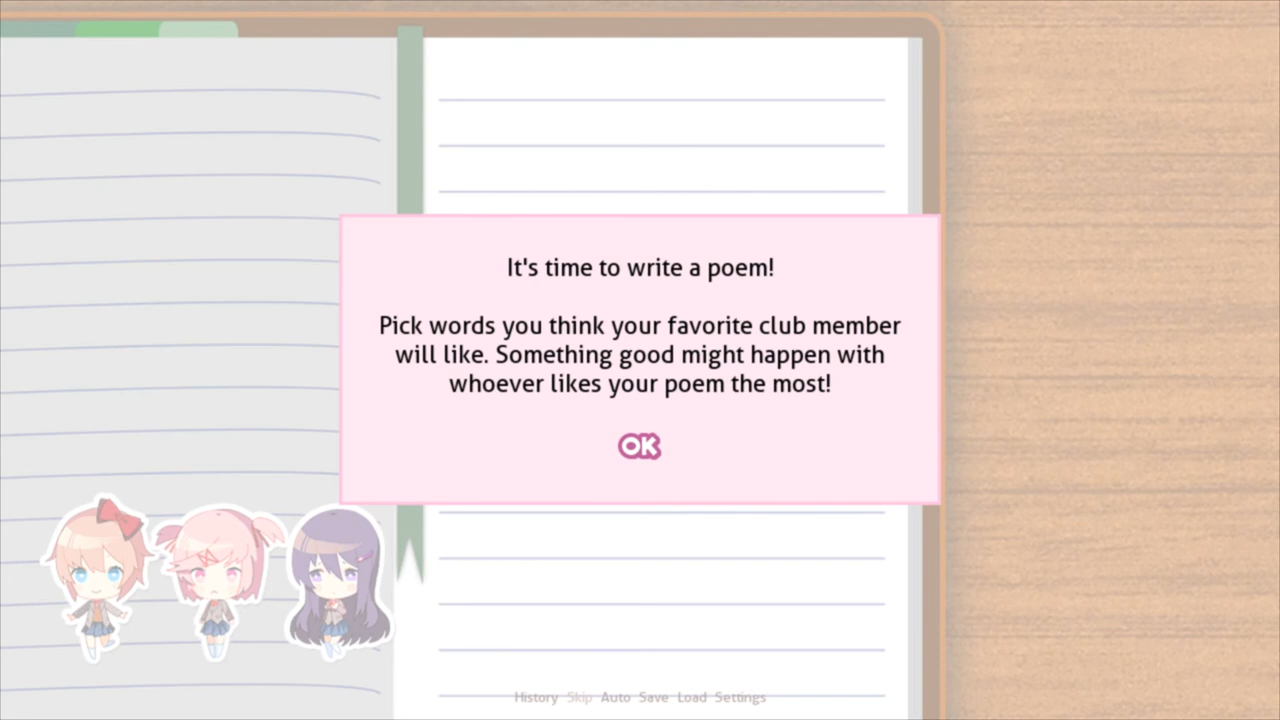 It's time to write a poem!
Pick words you think your favorite club member
will like. Something good might happen with
whoever likes your poem the most!
OK
History Skip Auto Save Load Settings